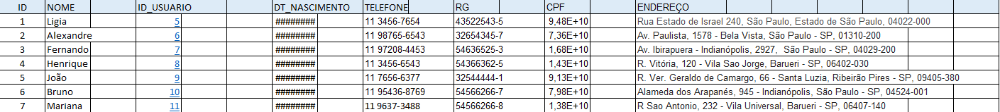 ID NOME ID_USUARIO DT_NASCIMENTO TELEFONE RG CPF ENDEREÇO
1 Ligia 5 ######## 11 3456-7654 43522543-5 9,48E+10 Rua Estado de Israel 240, São Paulo, Estado de São Paulo, 04022-000
2 Alexandre 6 ######## 11 98765-6543 32654345-7 7,36E+10 Av. Paulista, 1578 - Bela Vista, São Paulo - SP, 01310-200
3 Fernando 7 ######## 11 97208-4453 54636525-3 1,68E+10 Av. Ibirapuera - Indianópolis, 2927,  São Paulo - SP, 04029-200
4 Henrique 8 ######## 11 3456-6543 54366362-5 1,43E+10 R. Vitória, 120 - Vila Sao Jorge, Barueri - SP, 06402-030
5 João 9 ######## 11 7656-6377 32544444-1 9,13E+10 R. Ver. Geraldo de Camargo, 66 - Santa Luzia, Ribeirão Pires - SP, 09405-380
6 Bruno 10 ######## 11 95436-8769 54566266-7 7,98E+10 Alameda dos Arapanés, 945 - Indianópolis, São Paulo - SP, 04524-001
7 Mariana 11 ######## 11 9637-3488 54566266-8 1,38E+10 R Sao Antonio, 232 - Vila Universal, Barueri - SP, 06407-140